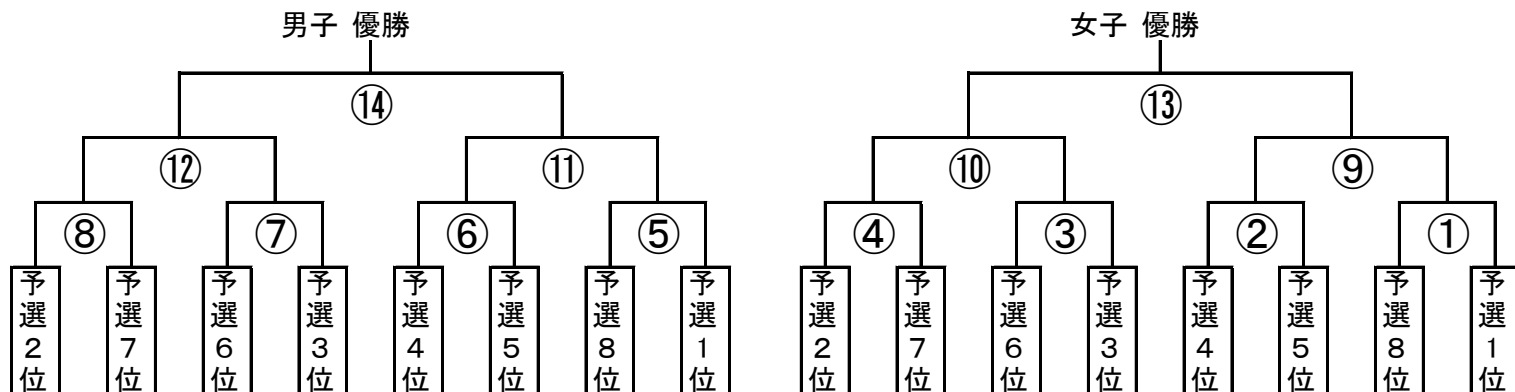 男子 優勝
女子 優勝
⑭
⑬
⑫
⑪
⑩
⑨
⑧
⑦
⑥
⑤
④
③
②
①
予選2位
予選7位
予選6位
予選3位
予選4位
予選5位
予選8位
予選1位
予選2位
予選7位
予選6位
予選3位
予選4位
予選5位
予選8位
予選1位